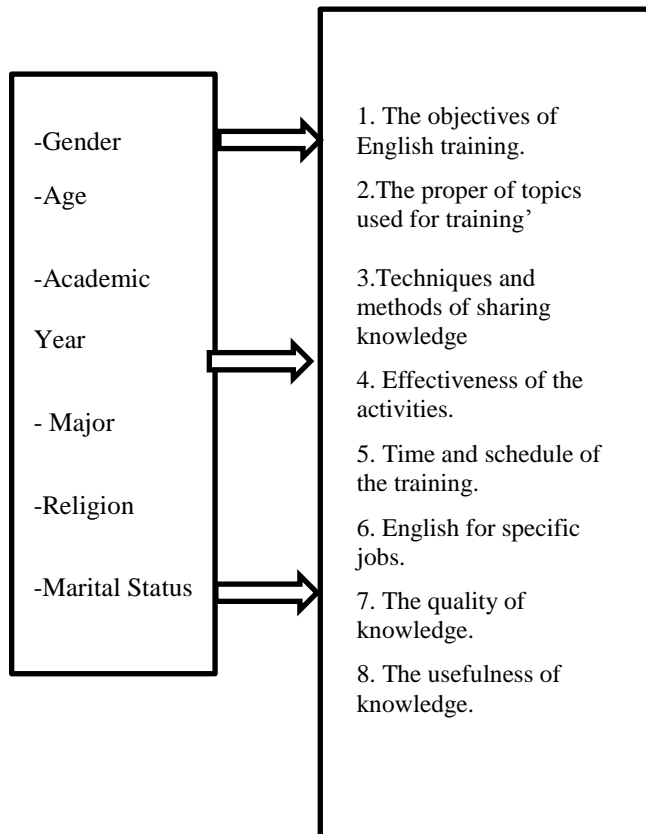 -Gender
-Age
-Academic
Year
- Major
-Religion
-Marital Status
1. The objectives of
English training.
2.The proper of topics
used for training’
3.Techniques and
methods of sharing
knowledge
4. Effectiveness of the
activities.
5. Time and schedule of
the training.
6. English for specific
jobs.
7. The quality of
knowledge.
8. The usefulness of
knowledge.